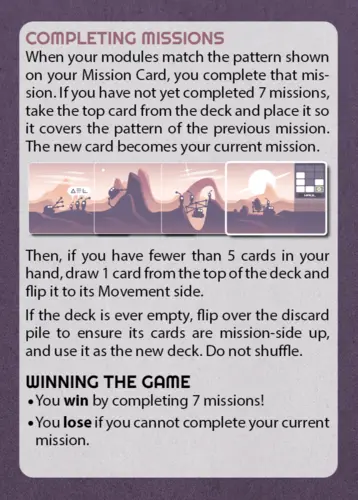 COMPLETING MISSIONS
When your modules match the pattern shown
on your Mission Card, you complete that mis-
sion. If you have not yet completed 7 missions,
take the top card from the deck and place it so
it covers the pattern of the previous mission.
The new card becomes your current mission.
Then, if you have fewer than 5 cards in your
hand, draw 1 card from the top of the deck and
flip it to its Movement side.
If the deck is ever empty, flip over the discard
pile to ensure its cards are mission-side up,
and use it as the new deck. Do not shuffle.
WINNING THE GAME
• You win by completing 7 missions!
• You lose if you cannot complete your current
mission.